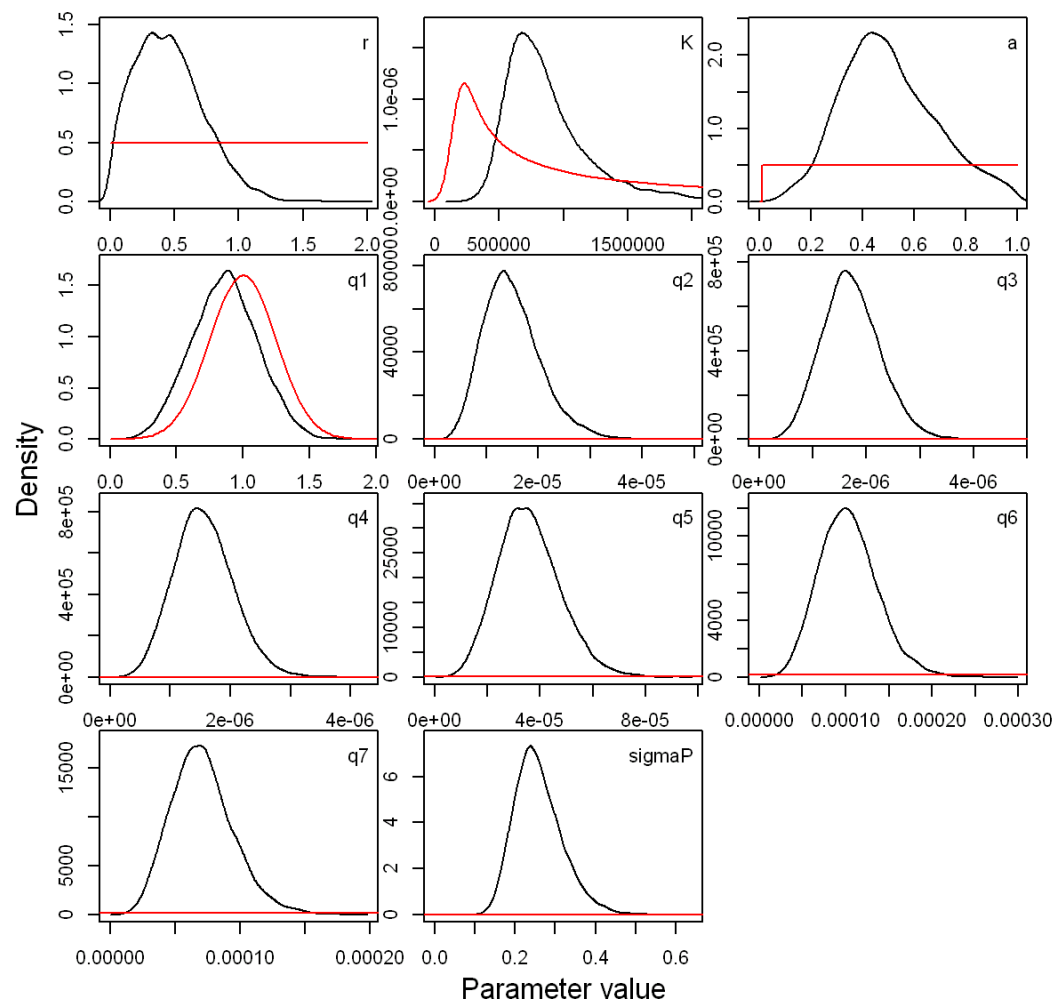 r
0.0 0.5 1.0 1.5
0.0 0.5 1.0 1.5 2.0
K
0.0e+00 1.0e-06
0 500000 1500000
a
0.0 1.0 2.0
0.0 0.2 0.4 0.6 0.8 1.0
q1
0.0 0.5 1.0 1.5
0.0 0.5 1.0 1.5 2.0
q2
0 40000 80000
0e+00 2e-05 4e-05
q3
0e+00 4e+05 8e+05
0e+00 2e-06 4e-06
q4
0e+00 4e+05 8e+05
0e+00 2e-06 4e-06
q5
0 10000 25000
0e+00 4e-05 8e-05
q6
0 4000 10000
0.00000 0.00010 0.00020 0.00030
q7
0 5000 15000
0.00000 0.00010 0.00020
sigmaP
0 2 4 6
0.0 0.2 0.4 0.6
Density
Parameter value